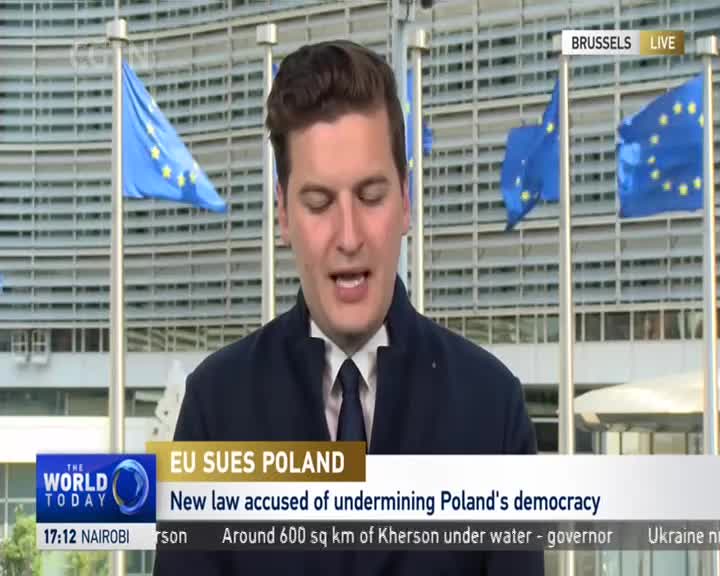 CGTN
BRUSSELS LIVE
EU SUES POLAND
New law accused of undermining Poland's democracy
THE
WORLD
TODAY
17:12 NAIROBI
rson Around 600 sq km of Kherson under water - governor Ukraine n